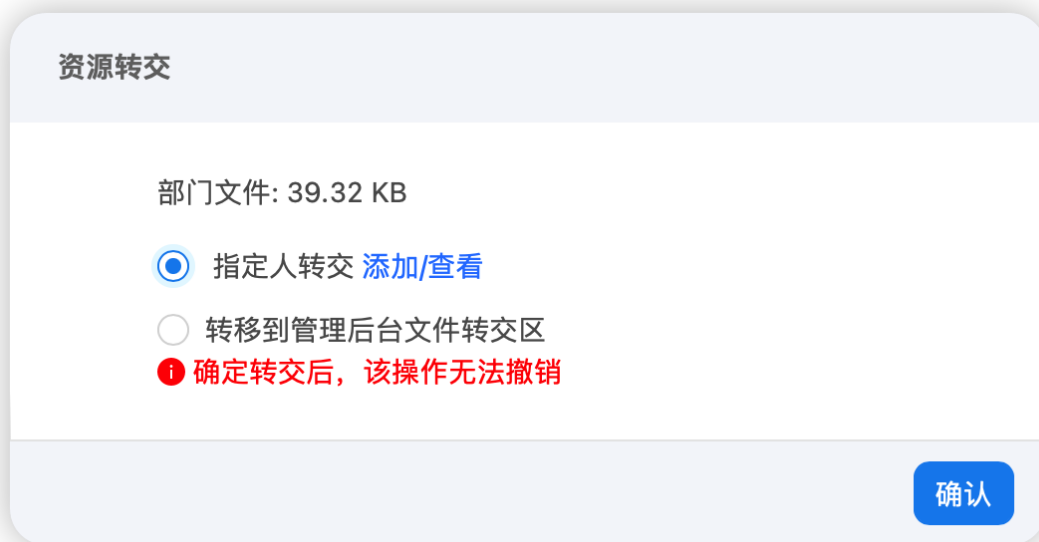 资源转交
部门文件: 39.32 KB
指定人转交 添加/查看
转移到管理后台文件转交区
确定转交后，该操作无法撤销
确认